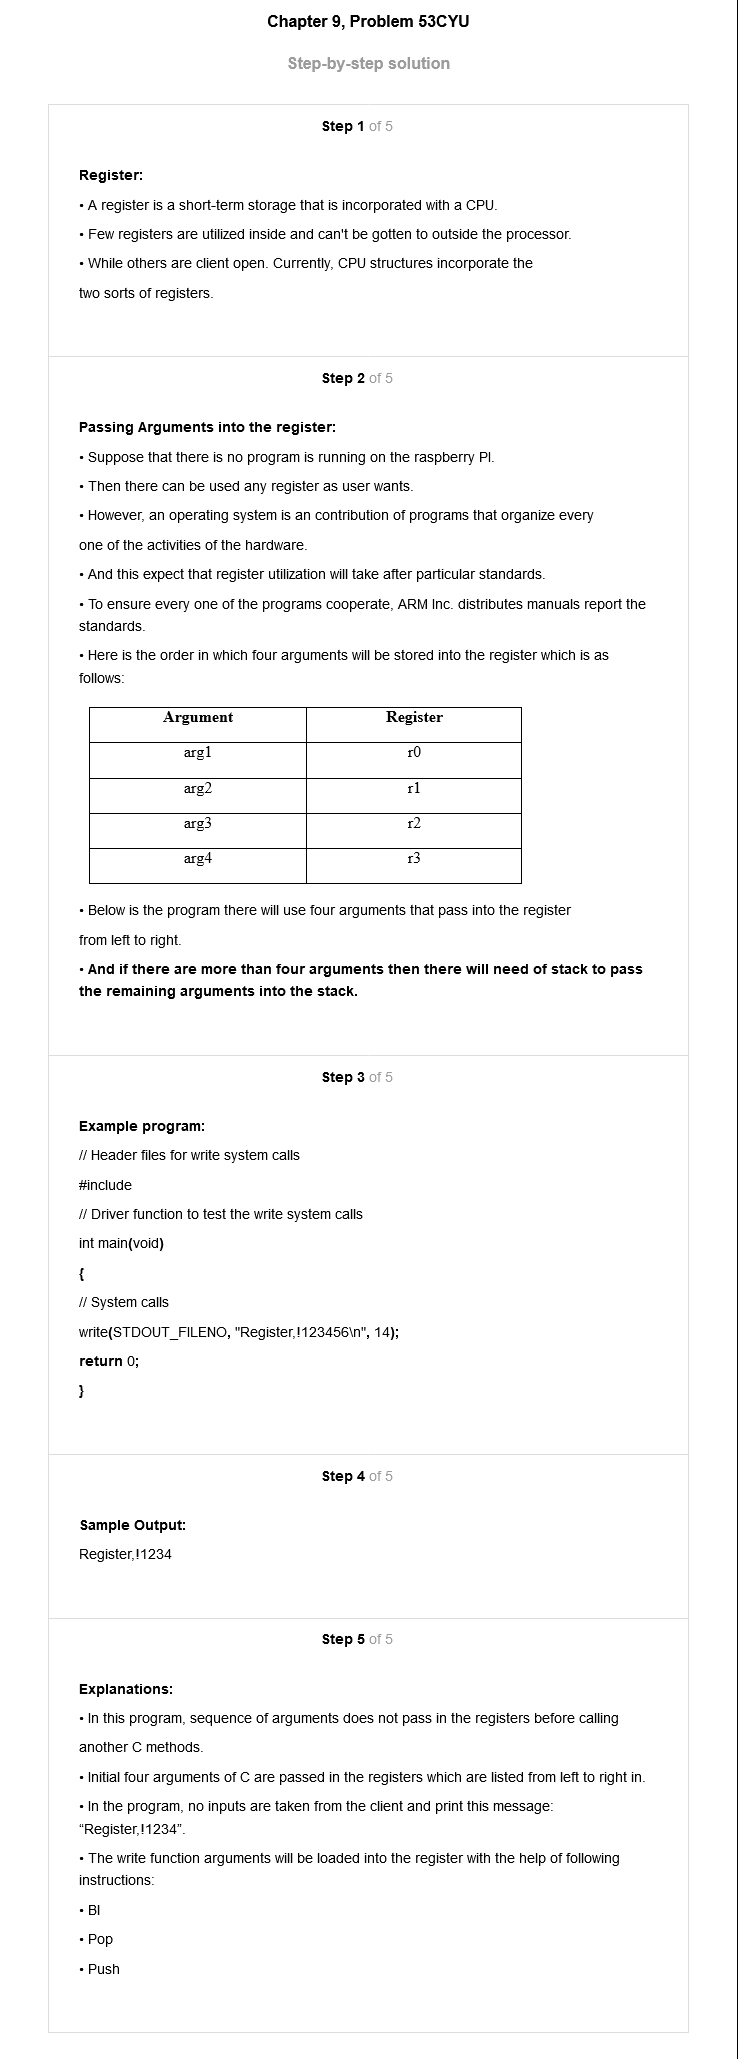 Chapter 9, Problem 53CYU
Step-by-step solution
Step 1 of 5
Register:
• A register is a short-term storage that is incorporated with a CPU.
• Few registers are utilized inside and can't be gotten to outside the processor.
• While others are client open. Currently, CPU structures incorporate the
two sorts of registers.
Step 2 of 5
Passing Arguments into the register:
• Suppose that there is no program is running on the raspberry PI.
• Then there can be used any register as user wants.
• However, an operating system is an contribution of programs that organize every
one of the activities of the hardware.
• And this expect that register utilization will take after particular standards.
• To ensure every one of the programs cooperate, ARM Inc. distributes manuals report the
standards.
• Here is the order in which four arguments will be stored into the register which is as
follows:
Argument Register
arg1 r0
arg2 r1
arg3 r2
arg4 r3
• Below is the program there will use four arguments that pass into the register
from left to right.
• And if there are more than four arguments then there will need of stack to pass
the remaining arguments into the stack.
Step 3 of 5
Example program:
// Header files for write system calls
#include
// Driver function to test the write system calls
int main(void)
{
// System calls
write(STDOUT_FILENO, "Register,!123456\n", 14);
return 0;
}
Step 4 of 5
Sample Output:
Register,!1234
Step 5 of 5
Explanations:
• In this program, sequence of arguments does not pass in the registers before calling
another C methods.
• Initial four arguments of C are passed in the registers which are listed from left to right in.
• In the program, no inputs are taken from the client and print this message:
“Register,!1234”.
• The write function arguments will be loaded into the register with the help of following
instructions:
• Bl
• Pop
• Push